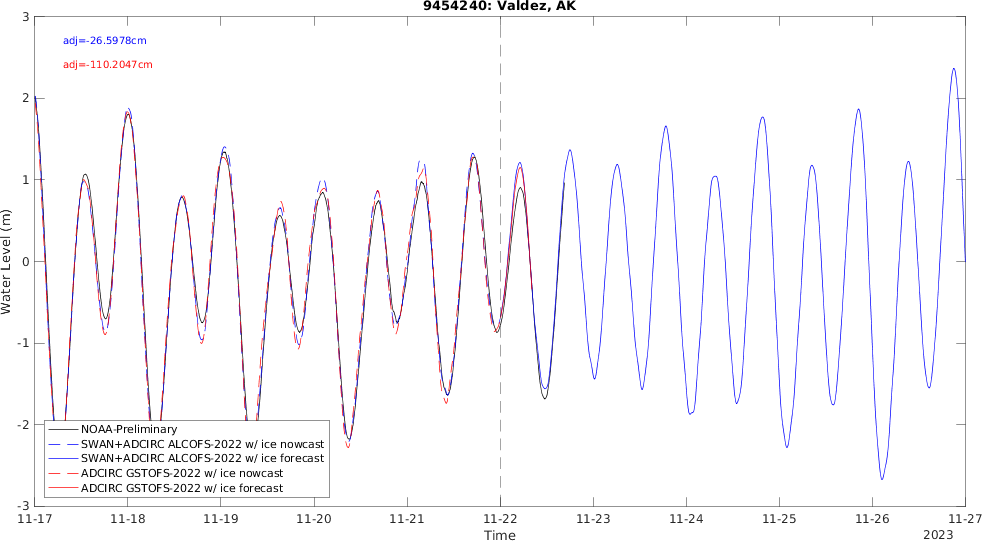 9454240: Valdez, AK
adj=-26.5978cm
adj=-110.2047cm
3
2
1
0
-1
-2
-3
Water Level (m)
NOAA-Preliminary
SWAN+ADCIRC ALCOFS-2022 w/ ice nowcast
SWAN+ADCIRC ALCOFS-2022 w/ ice forecast
ADCIRC GSTOFS-2022 w/ ice nowcast
ADCIRC GSTOFS-2022 w/ ice forecast
11-17 11-18 11-19 11-20 11-21 11-22 11-23 11-24 11-25 11-26 11-27
Time
2023